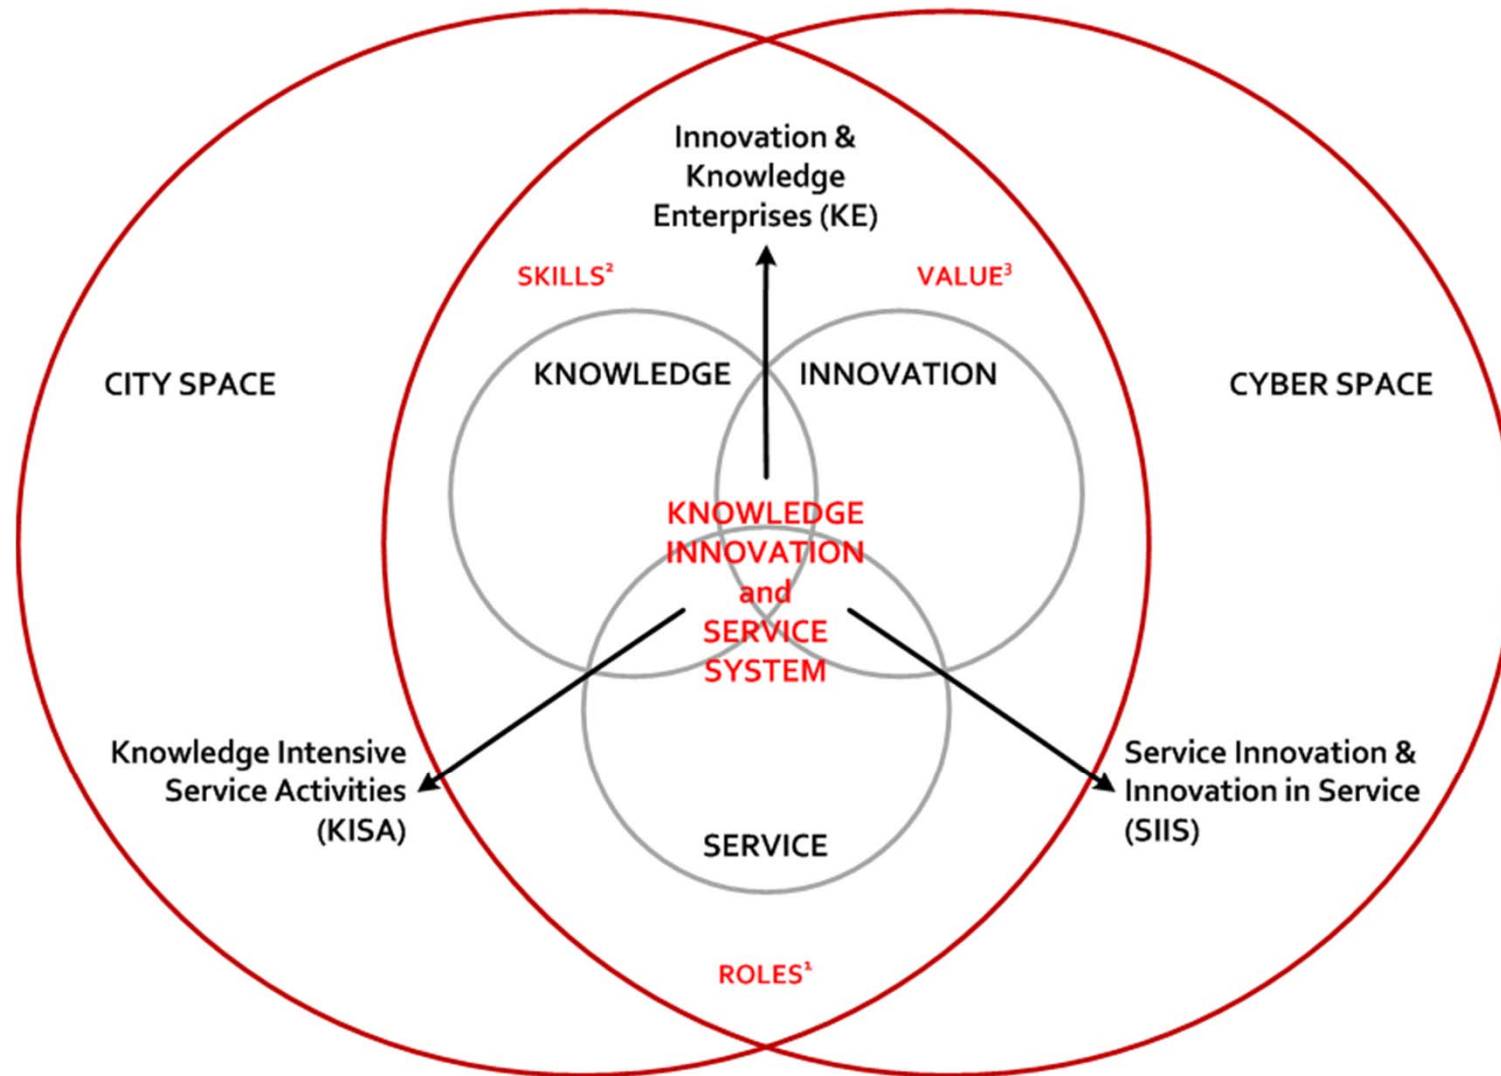 Innovation &
Knowledge
Enterprises (KE)
SKILLS²
VALUE³
KNOWLEDGE
INNOVATION
CITY SPACE
CYBER SPACE
KNOWLEDGE
INNOVATION
and
SERVICE
SYSTEM
Knowledge Intensive
Service Activities
(KISA)
Service Innovation &
Innovation in Service
(SIIS)
SERVICE
ROLES¹